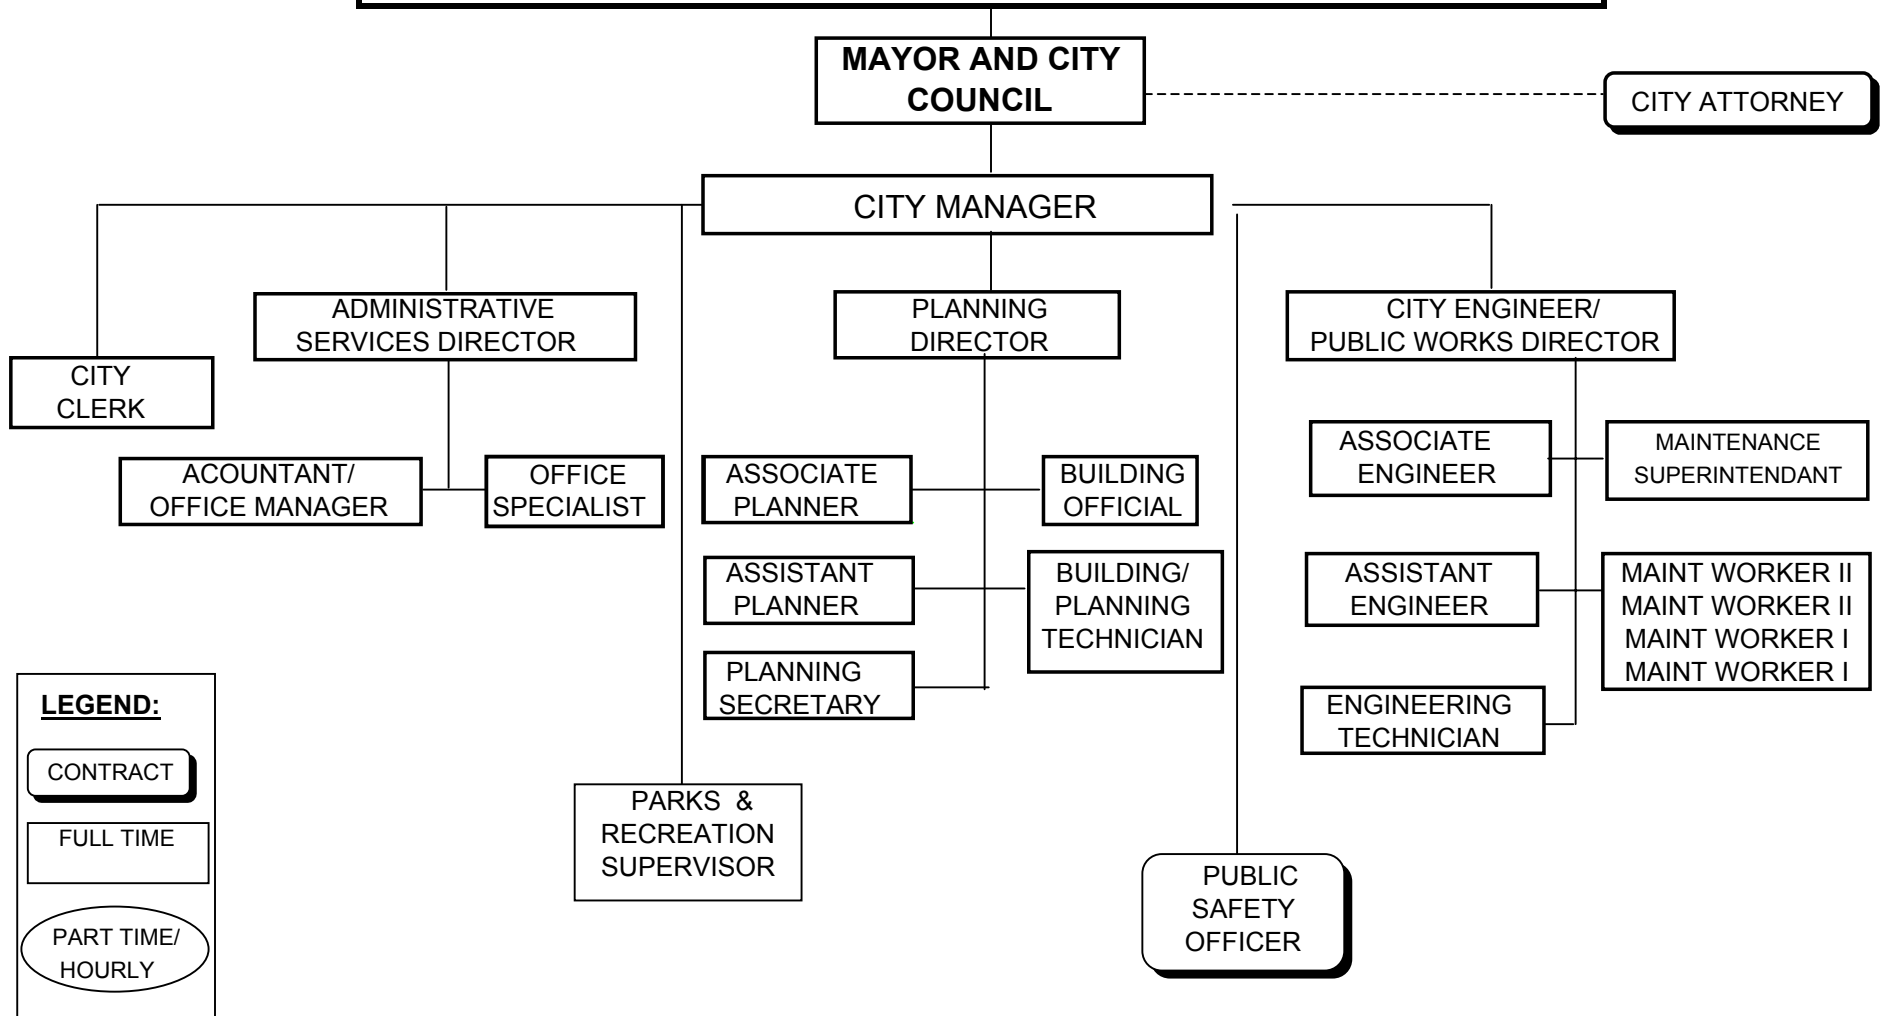 MAYOR AND CITY
COUNCIL
CITY ATTORNEY
CITY MANAGER
ADMINISTRATIVE
SERVICES DIRECTOR
PLANNING
DIRECTOR
CITY ENGINEER/
PUBLIC WORKS DIRECTOR
CITY
CLERK
ACOUNTANT/
OFFICE MANAGER
OFFICE
SPECIALIST
ASSOCIATE
PLANNER
BUILDING
OFFICIAL
ASSOCIATE
ENGINEER
MAINTENANCE
SUPERINTENDANT
ASSISTANT
PLANNER
BUILDING/
PLANNING
TECHNICIAN
ASSISTANT
ENGINEER
MAINT WORKER II
MAINT WORKER II
MAINT WORKER I
MAINT WORKER I
PLANNING
SECRETARY
ENGINEERING
TECHNICIAN
LEGEND:
CONTRACT
FULL TIME
PART TIME/
HOURLY
PARKS &
RECREATION
SUPERVISOR
PUBLIC
SAFETY
OFFICER